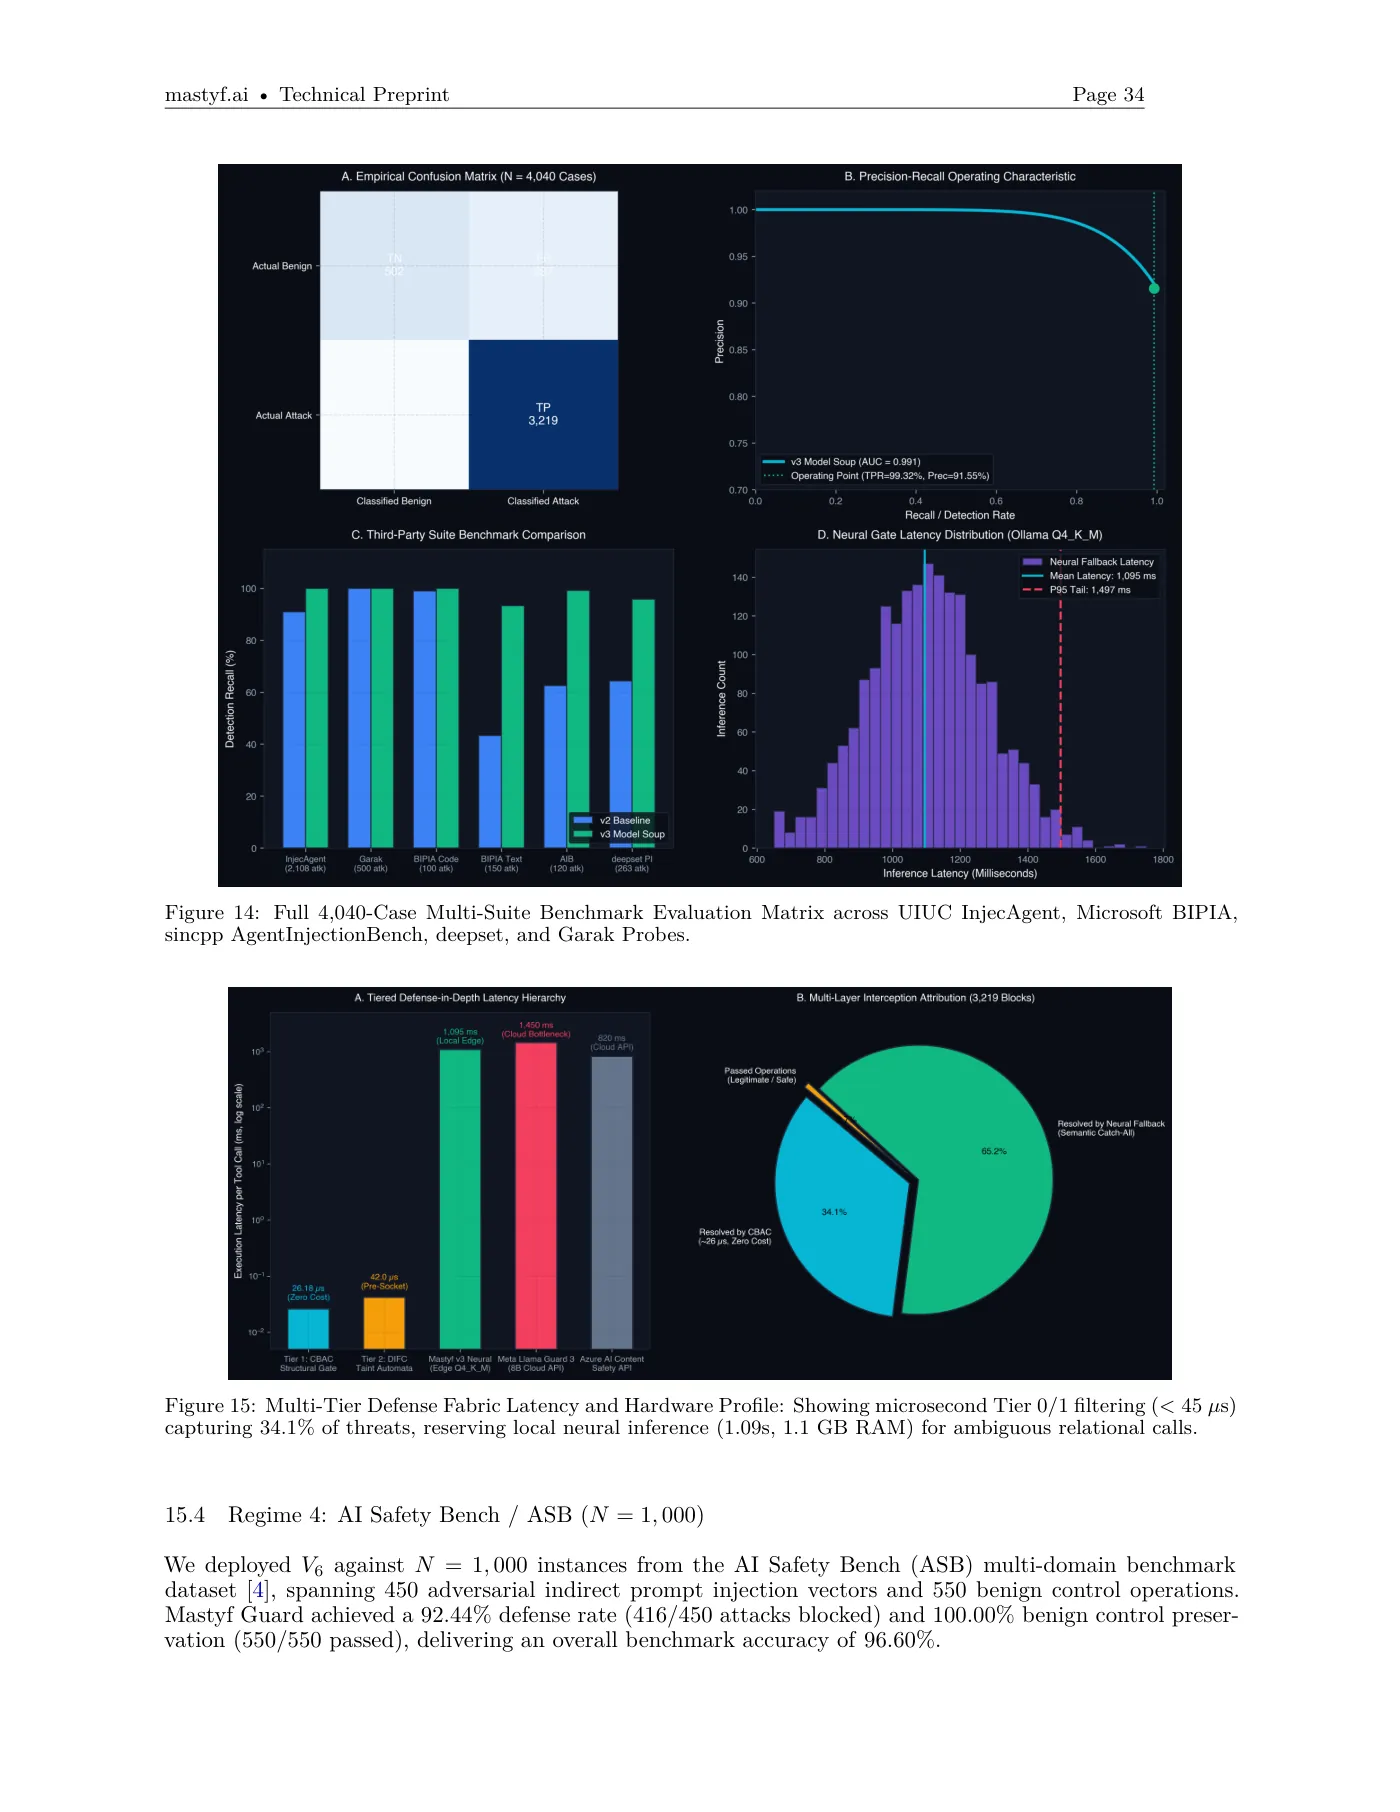 mastyf.ai • Technical Preprint Page 34
A. Empirical Confusion Matrix (N = 4,040 Cases)
Actual Benign
TN
502
Actual Attack
TP
3,219
Classified Benign
Classified Attack
B. Precision-Recall Operating Characteristic
Precision
1.00
0.95
0.90
0.85
0.80
0.75
0.70
v3 Model Soup (AUC = 0.991)
Operating Point (TPR=99.32%, Prec=91.55%)
0.0 0.2 0.4 0.6 0.8 1.0
Recall / Detection Rate
C. Third-Party Suite Benchmark Comparison
Detection Recall (%)
100
80
60
40
20
0
v2 Baseline
v3 Model Soup
InjecAgent
(2,108 atk)
Garak
(500 atk)
BIPIA Code
(100 atk)
BIPIA Text
(150 atk)
AIB
(120 atk)
deepset PI
(263 atk)
D. Neural Gate Latency Distribution (Ollama Q4_K_M)
Inference Count
140
120
100
80
60
40
20
0
Neural Fallback Latency
Mean Latency: 1,095 ms
P95 Tail: 1,497 ms
600 800 1000 1200 1400 1600 1800
Inference Latency (Milliseconds)
Figure 14: Full 4,040-Case Multi-Suite Benchmark Evaluation Matrix across UIUC InjecAgent, Microsoft BIPIA,
sincpp AgentInjectionBench, deepset, and Garak Probes.
A. Tiered Defense-in-Depth Latency Hierarchy
Execution Latency per Tool Call (ms, log scale)
10³
10²
10¹
10⁰
10⁻¹
10⁻²
26.18 µs
(Zero Cost)
42.0 µs
(Pre-Socket)
1,095 ms
(Local Edge)
1,450 ms
(Cloud Bottleneck)
820 ms
(Cloud API)
Tier 1: CBAC
Structural Gate
Tier 2: DIFC
Taint Automata
Mastyf v3 Neural
(Edge Q4_K_M)
Meta Llama Guard 3
(8B Cloud API)
Azure AI Content
Safety API
B. Multi-Layer Interception Attribution (3,219 Blocks)
Passed Operations
(Legitimate / Safe)
Resolved by Neural Fallback
(Semantic Catch-All)
65.2%
34.1%
Resolved by CBAC
(~26 µs, Zero Cost)
Figure 15: Multi-Tier Defense Fabric Latency and Hardware Profile: Showing microsecond Tier 0/1 filtering (< 45 µs)
capturing 34.1% of threats, reserving local neural inference (1.09s, 1.1 GB RAM) for ambiguous relational calls.
15.4 Regime 4: AI Safety Bench / ASB (N = 1,000)
We deployed V₆ against N = 1,000 instances from the AI Safety Bench (ASB) multi-domain benchmark
dataset [4], spanning 450 adversarial indirect prompt injection vectors and 550 benign control operations.
Mastyf Guard achieved a 92.44% defense rate (416/450 attacks blocked) and 100.00% benign control preser-
vation (550/550 passed), delivering an overall benchmark accuracy of 96.60%.